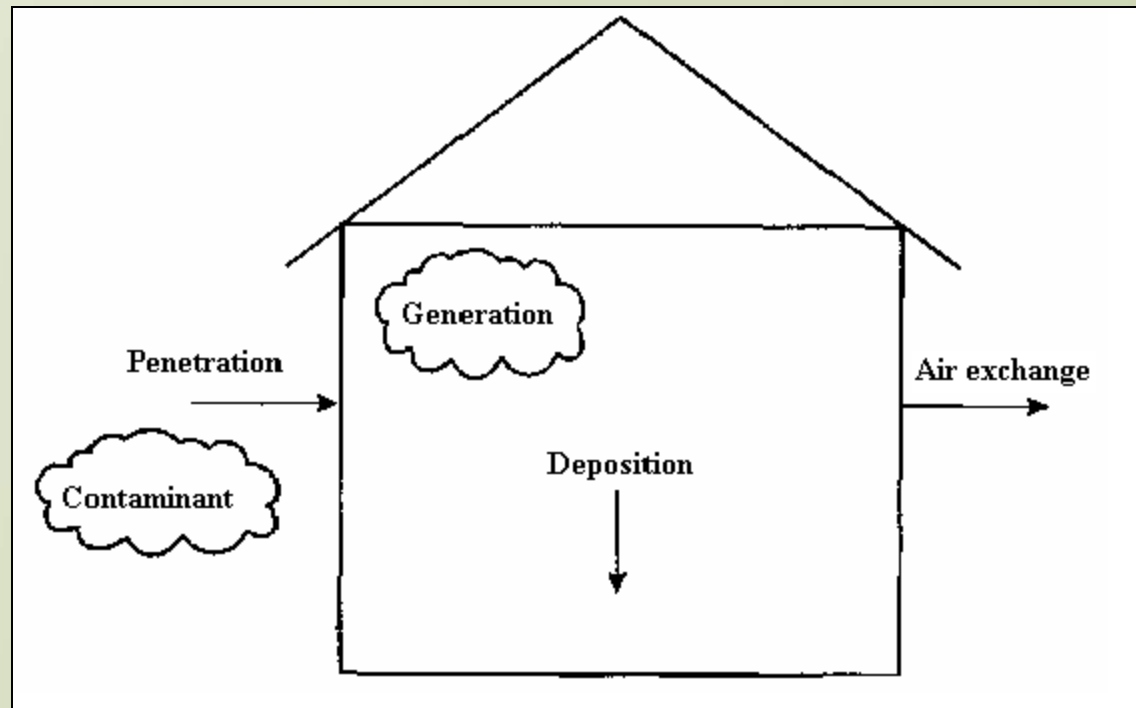 Generation
Penetration
Air exchange
Deposition
Contaminant